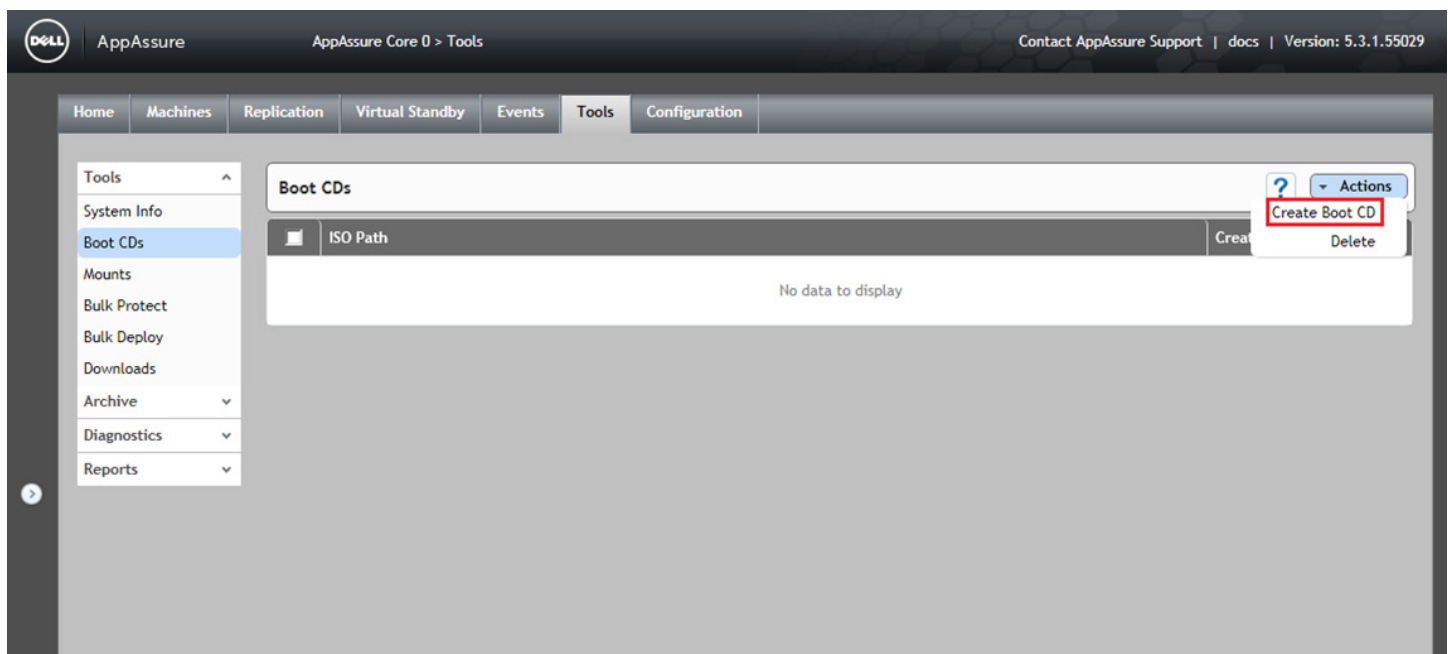 DELL AppAssure AppAssure Core 0 > Tools Contact AppAssure Support | docs | Version: 5.3.1.55029
Home Machines Replication Virtual Standby Events Tools Configuration
Tools
System Info
Boot CDs
Mounts
Bulk Protect
Bulk Deploy
Downloads
Archive
Diagnostics
Reports
Boot CDs ? Actions
Create Boot CD
Delete
ISO Path Creat
No data to display